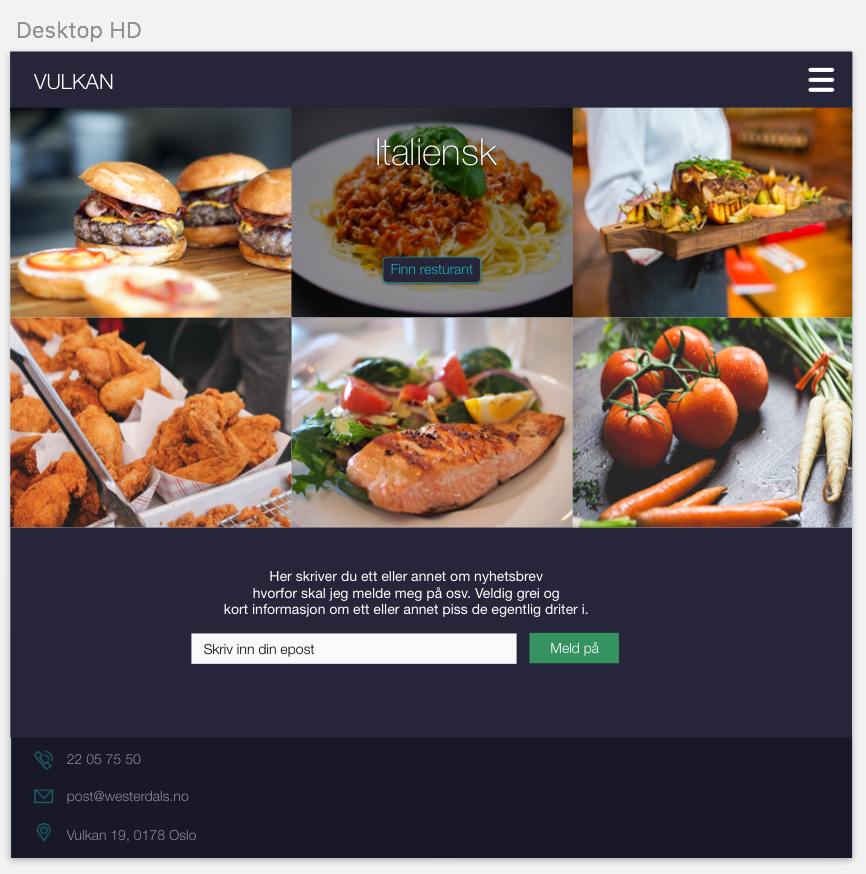 Desktop HD
VULKAN
Italiensk
Finn resturant
Her skriver du ett eller annet om nyhetsbrev
hvorfor skal jeg melde meg på osv. Veldig grei og
kort informasjon om ett eller annet piss de egentlig driter i.
Skriv inn din epost
Meld på
22 05 75 50
post@westerdals.no
Vulkan 19, 0178 Oslo